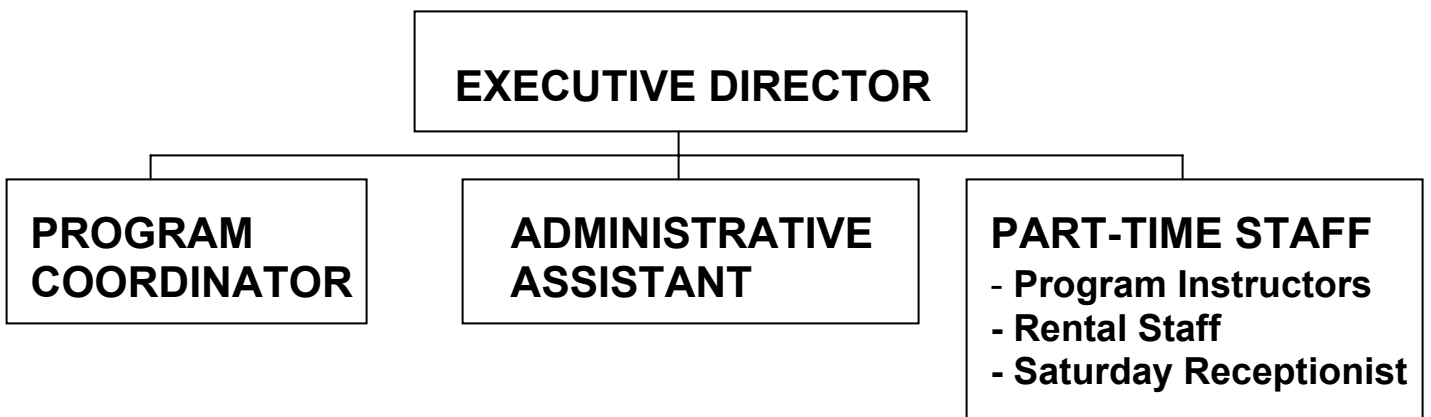 EXECUTIVE DIRECTOR
PROGRAM
COORDINATOR
ADMINISTRATIVE
ASSISTANT
PART-TIME STAFF
- Program Instructors
- Rental Staff
- Saturday Receptionist